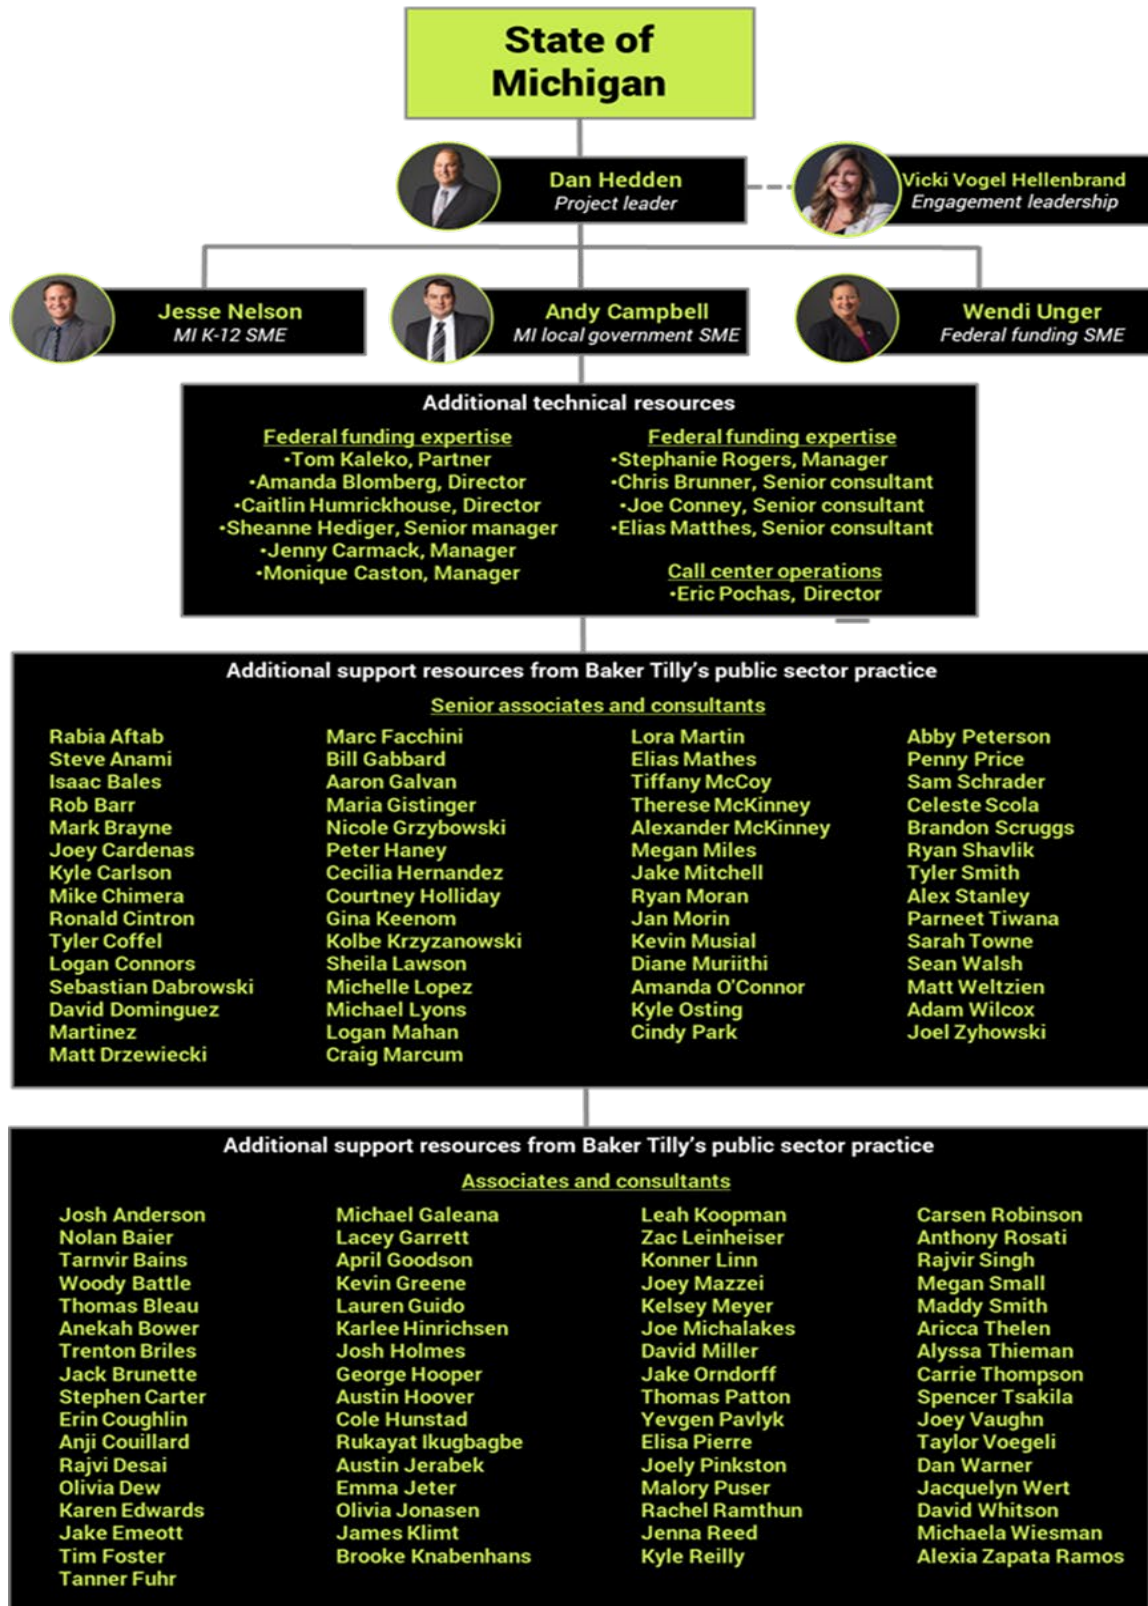 State of
Michigan
Dan Hedden
Project leader
Vicki Vogel Hellenbrand
Engagement leadership
Jesse Nelson
MI K-12 SME
Andy Campbell
MI local government SME
Wendi Unger
Federal funding SME
Additional technical resources
Federal funding expertise
•Tom Kaleko, Partner
•Amanda Blomberg, Director
•Caitlin Humrickhouse, Director
•Sheanne Hediger, Senior manager
•Jenny Carmack, Manager
•Monique Caston, Manager
Federal funding expertise
•Stephanie Rogers, Manager
•Chris Brunner, Senior consultant
•Joe Conney, Senior consultant
•Elias Matthes, Senior consultant
Call center operations
•Eric Pochas, Director
Additional support resources from Baker Tilly's public sector practice
Senior associates and consultants
Rabia Aftab
Steve Anami
Isaac Bales
Rob Barr
Mark Brayne
Joey Cardenas
Kyle Carlson
Mike Chimera
Ronald Cintron
Tyler Coffel
Logan Connors
Sebastian Dabrowski
David Dominguez
Martinez
Matt Drzewiecki
Marc Facchini
Bill Gabbard
Aaron Galvan
Maria Gistinger
Nicole Grzybowski
Peter Haney
Cecilia Hernandez
Courtney Holliday
Gina Keenom
Kolbe Krzyzanowski
Sheila Lawson
Michelle Lopez
Michael Lyons
Logan Mahan
Craig Marcum
Lora Martin
Elias Mathes
Tiffany McCoy
Therese McKinney
Alexander McKinney
Megan Miles
Jake Mitchell
Ryan Moran
Jan Morin
Kevin Musial
Diane Muriithi
Amanda O'Connor
Kyle Osting
Cindy Park
Abby Peterson
Penny Price
Sam Schrader
Celeste Scola
Brandon Scruggs
Ryan Shavlik
Tyler Smith
Alex Stanley
Parneet Tiwana
Sarah Towne
Sean Walsh
Matt Weltzien
Adam Wilcox
Joel Zyhowski
Additional support resources from Baker Tilly's public sector practice
Associates and consultants
Josh Anderson
Nolan Baier
Tarnvir Bains
Woody Battle
Thomas Bleau
Anekah Bower
Trenton Briles
Jack Brunette
Stephen Carter
Erin Coughlin
Anji Couillard
Rajvi Desai
Olivia Dew
Karen Edwards
Jake Emeott
Tim Foster
Tanner Fuhr
Michael Galeana
Lacey Garrett
April Goodson
Kevin Greene
Lauren Guido
Karlee Hinrichsen
Josh Holmes
George Hooper
Austin Hoover
Cole Hunstad
Rukayat Ikugbagbe
Austin Jerabek
Emma Jeter
Olivia Jonasen
James Klimt
Brooke Knabenhans
Leah Koopman
Zac Leinheiser
Konner Linn
Joey Mazzei
Kelsey Meyer
Joe Michalakes
David Miller
Jake Orndorff
Thomas Patton
Yevgen Pavlyk
Elisa Pierre
Joely Pinkston
Malory Puser
Rachel Ramthun
Jenna Reed
Kyle Reilly
Carsen Robinson
Anthony Rosati
Rajvir Singh
Megan Small
Maddy Smith
Aricca Thelen
Alyssa Thieman
Carrie Thompson
Spencer Tsakila
Joey Vaughn
Taylor Voegeli
Dan Warner
Jacquelyn Wert
David Whitson
Michaela Wiesman
Alexia Zapata Ramos